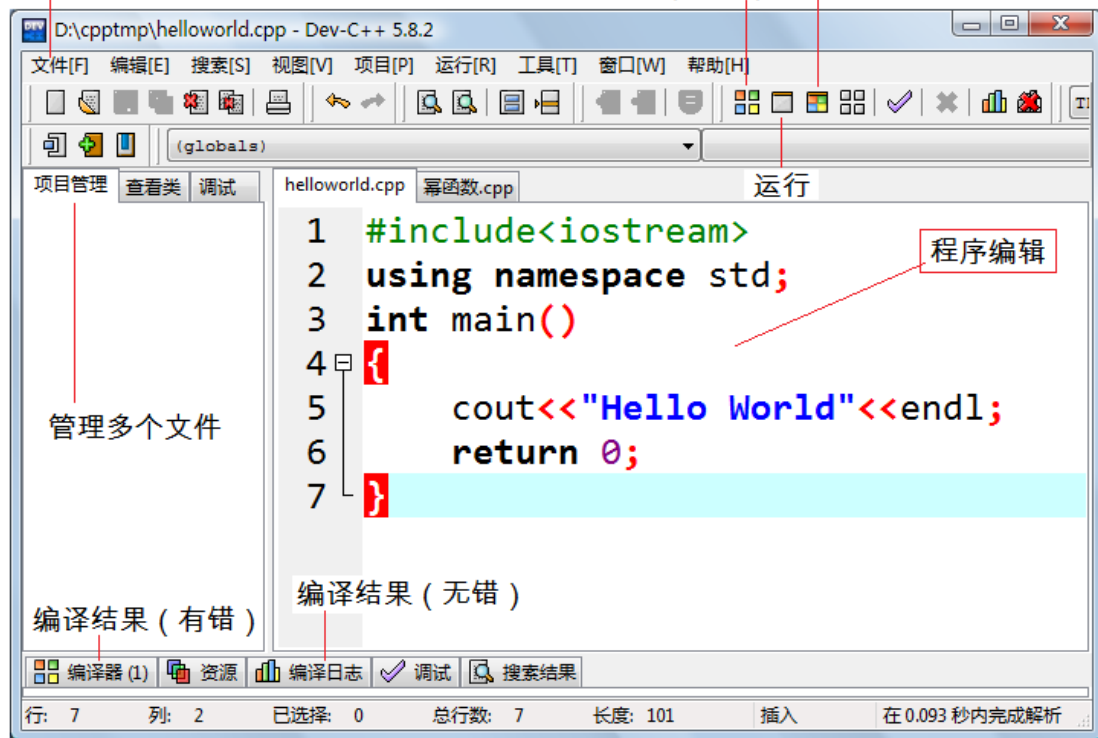 D:\cpptmp\helloworld.cpp - Dev-C++ 5.8.2
文件[F] 编辑[E] 搜索[S] 视图[V] 项目[P] 运行[R] 工具[T] 窗口[W] 帮助[H]
(globals)
项目管理 查看类 调试 helloworld.cpp 幂函数.cpp
运行
1 #include<iostream>
程序编辑
2 using namespace std;
3 int main()
4 {
管理多个文件
5 cout<<"Hello World"<<endl;
6 return 0;
7 }
编译结果（无错）
编译结果（有错）
编译器 (1) 资源 编译日志 调试 搜索结果
行: 7 列: 2 已选择: 0 总行数: 7 长度: 101 插入 在 0.093 秒内完成解析